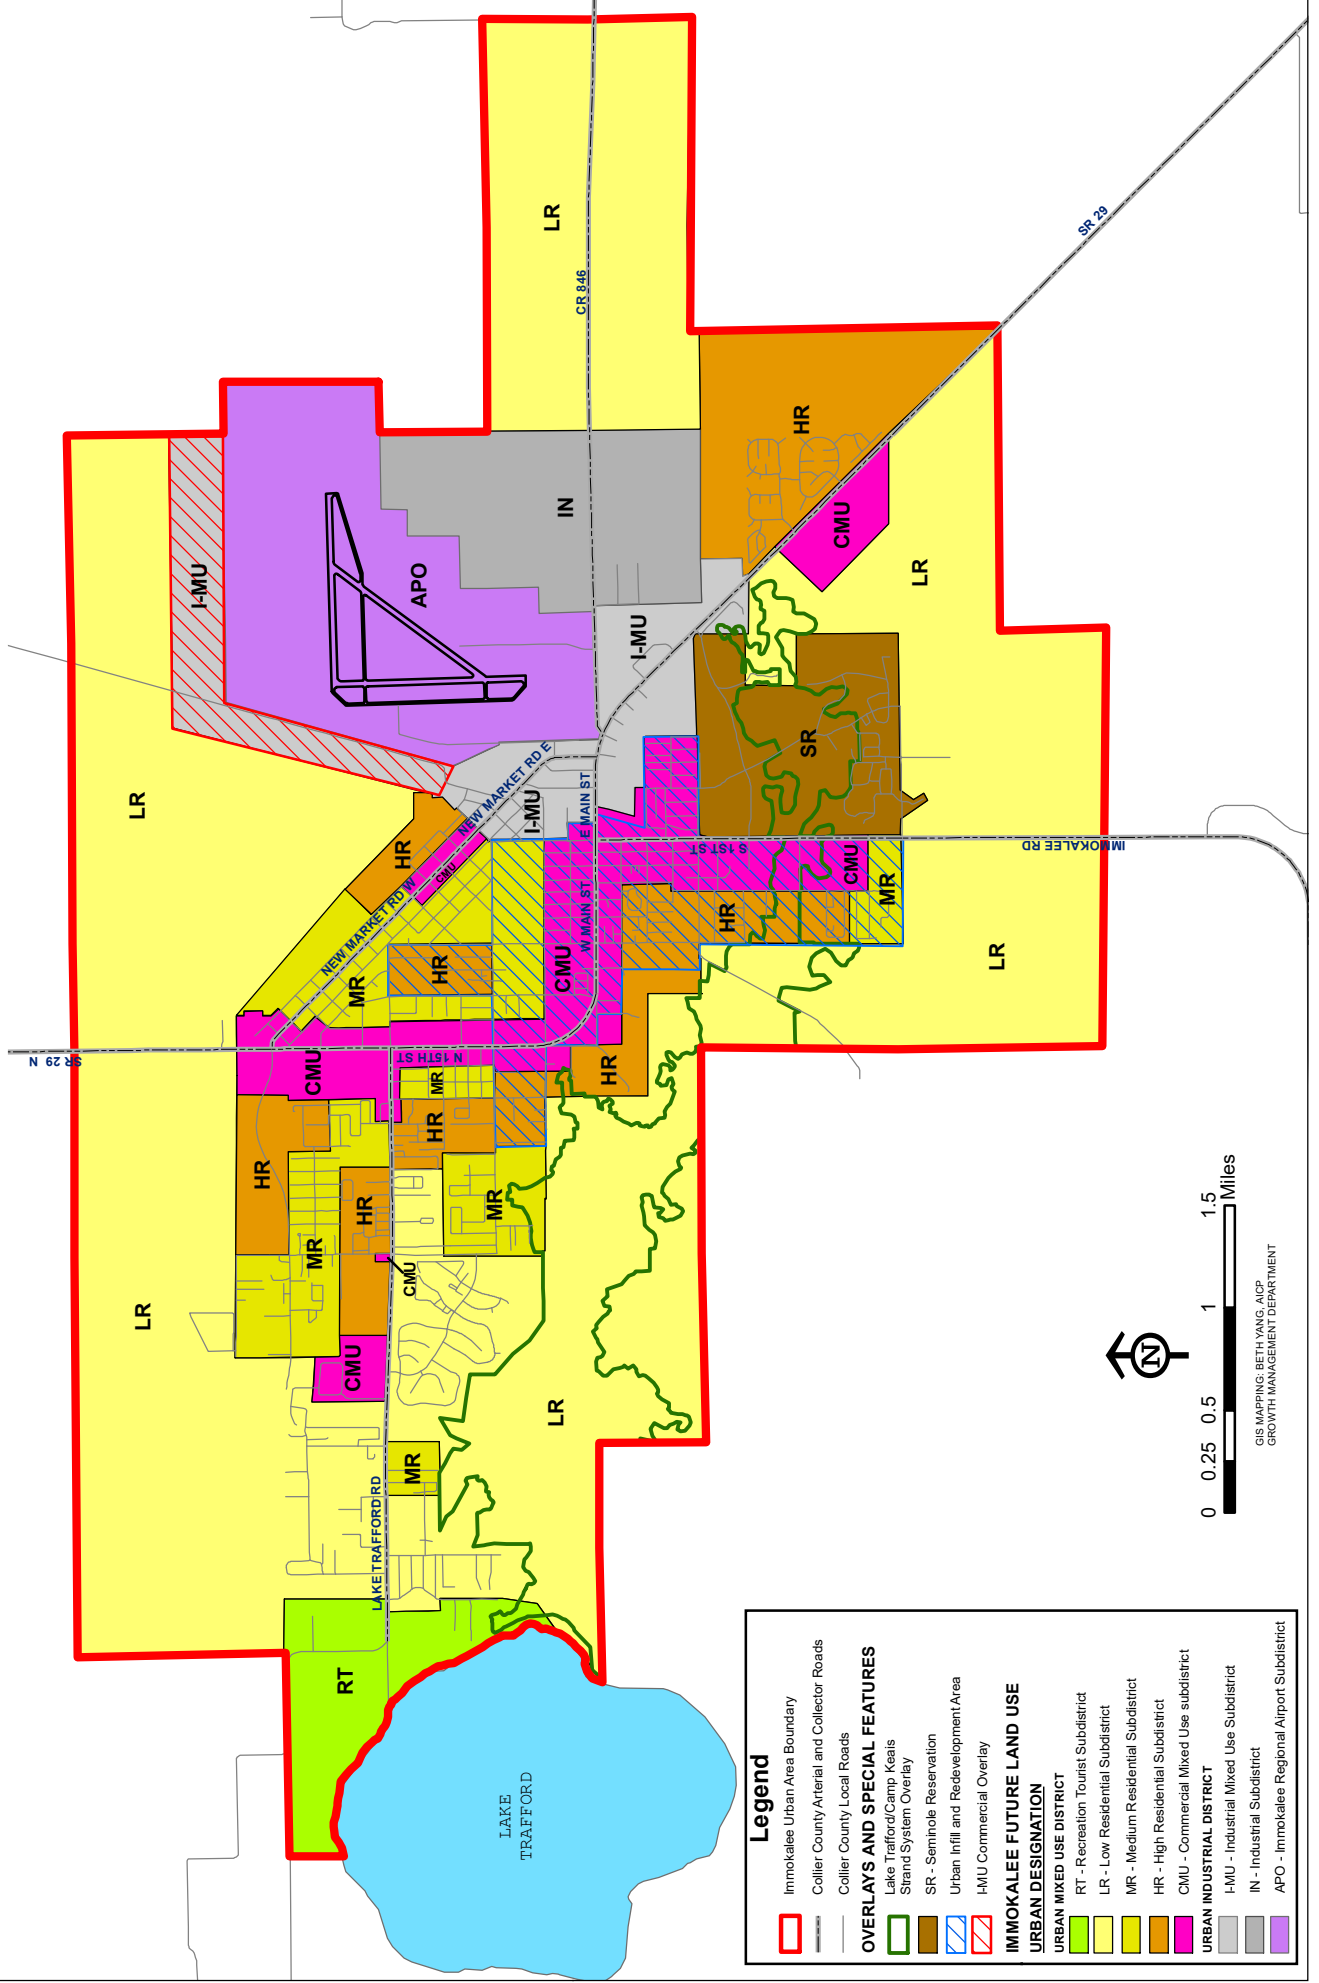 LR
LR
LR
LR
LR
LR
LR
I-MU
I-MU
I-MU
APO
IN
HR
HR
HR
HR
HR
HR
HR
HR
CMU
CMU
CMU
CMU
CMU
CMU
CMU
MR
MR
MR
MR
MR
MR
SR
RT
SR 29 N
NEW MARKET RD W
NEW MARKET RD E
N 15TH ST
W MAIN ST
E MAIN ST
S 1ST ST
IMMOKALEE RD
CR 846
SR 29
LAKE TRAFFORD RD
LAKE
TRAFFORD
N
0 0.25 0.5 1 1.5
Miles
GIS MAPPING: BETH YANG, AICP
GROWTH MANAGEMENT DEPARTMENT
Legend
Immokalee Urban Area Boundary
Collier County Arterial and Collector Roads
Collier County Local Roads
OVERLAYS AND SPECIAL FEATURES
Lake Trafford/Camp Keais
Strand System Overlay
SR - Seminole Reservation
Urban Infill and Redevelopment Area
I-MU Commercial Overlay
IMMOKALEE FUTURE LAND USE
URBAN DESIGNATION
URBAN MIXED USE DISTRICT
RT - Recreation Tourist Subdistrict
LR - Low Residential Subdistrict
MR - Medium Residential Subdistrict
HR - High Residential Subdistrict
CMU - Commercial Mixed Use subdistrict
URBAN INDUSTRIAL DISTRICT
I-MU - Industrial Mixed Use Subdistrict
IN - Industrial Subdistrict
APO - Immokalee Regional Airport Subdistrict